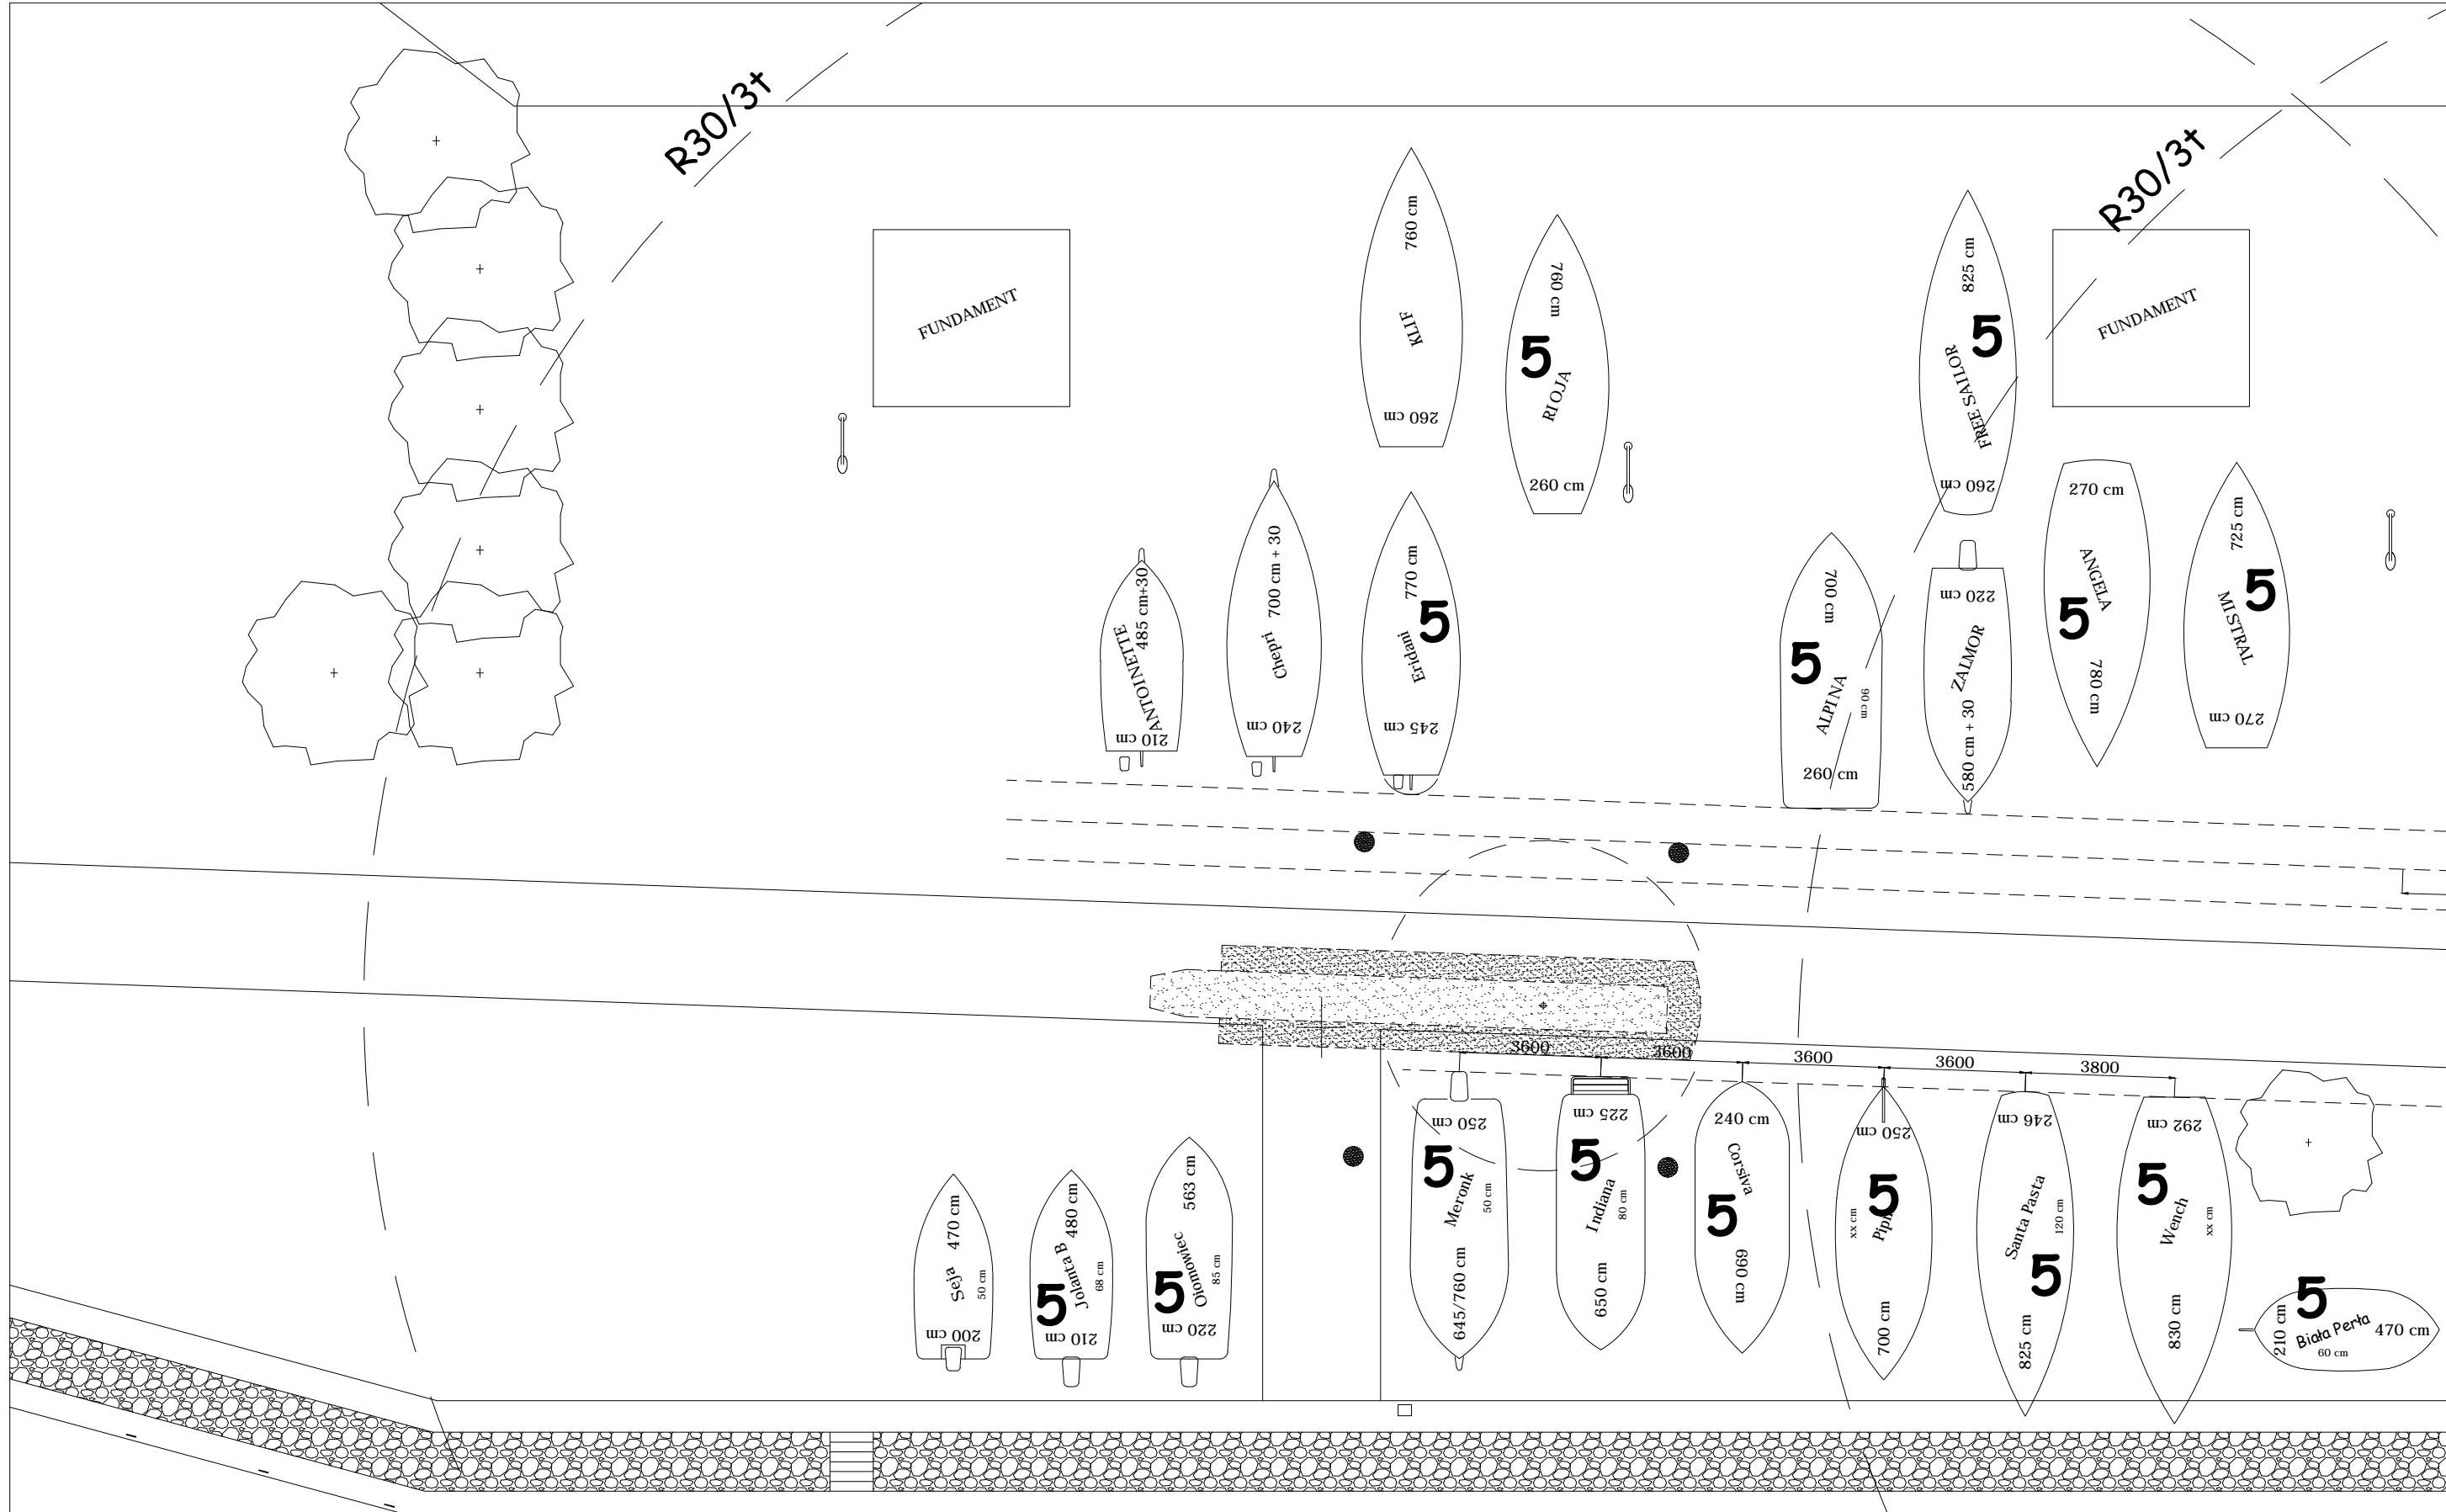 R30/3t
R30/3t
FUNDAMENT
760 cm
KLIF
260 cm
760 cm
5
RIOJA
260 cm
825 cm
5
FREE SAILOR
260 cm
FUNDAMENT
485 cm+30
ANTOINETTE
210 cm
700 cm + 30
Chepri
240 cm
770 cm
5
Eridani
245 cm
700 cm
5
ALPINA
90 cm
260 cm
220 cm
ZALMOR
580 cm + 30
270 cm
ANGELA
5
780 cm
725 cm
5
MISTRAL
270 cm
3600
3600
3600
3600
3800
470 cm
Seja
50 cm
200 cm
480 cm
Jolanta B
68 cm
5
210 cm
563 cm
85 cm
5
220 cm
250 cm
5
Meronk
50 cm
645/760 cm
225 cm
5
Indiana
80 cm
650 cm
240 cm
Corsiva
5
690 cm
250 cm
5
xx cm
700 cm
246 cm
Santa Pasta
120 cm
5
825 cm
292 cm
5
Wench
xx cm
830 cm
5
210 cm
Biała Perła
470 cm
60 cm